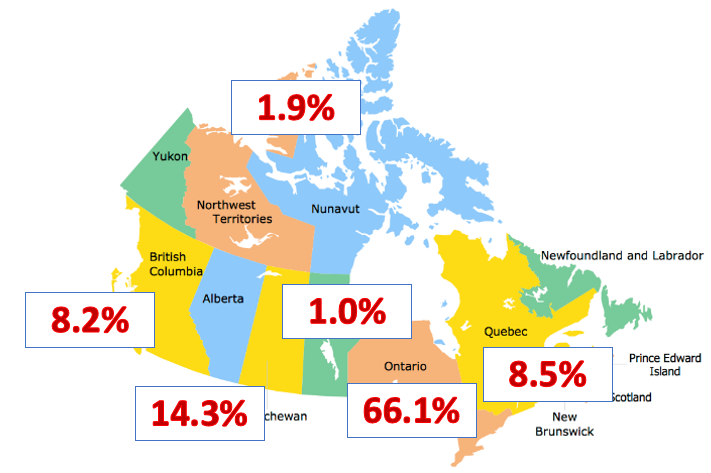 1.9%
Yukon
Northwest
Territories
Nunavut
British
Columbia
Newfoundland and Labrador
Alberta
8.2%
1.0%
Quebec
Prince Edward
Island
Ontario
8.5%
14.3%
chewan
66.1%
Scotland
New
Brunswick